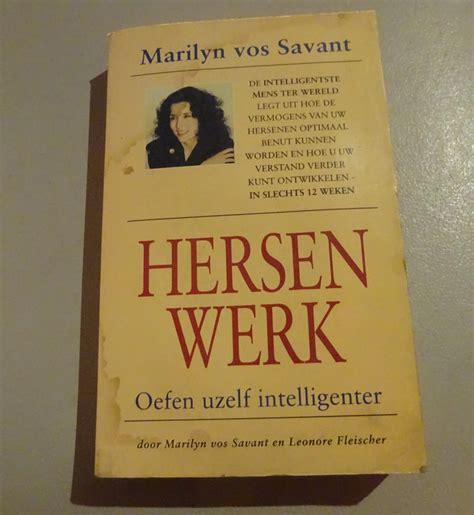 Marilyn vos Savant
DE INTELLIGENTSTE
MENS TER WERELD
LEGT UIT HOE DE
VERMOGENS VAN UW
HERSENEN OPTIMAAL
BENUT KUNNEN
WORDEN EN HOE U UW
VERSTAND VERDER
KUNT ONTWIKKELEN -
IN SLECHTS 12 WEKEN
HERSEN
WERK
Oefen uzelf intelligenter
door Marilyn vos Savant en Leonore Fleischer